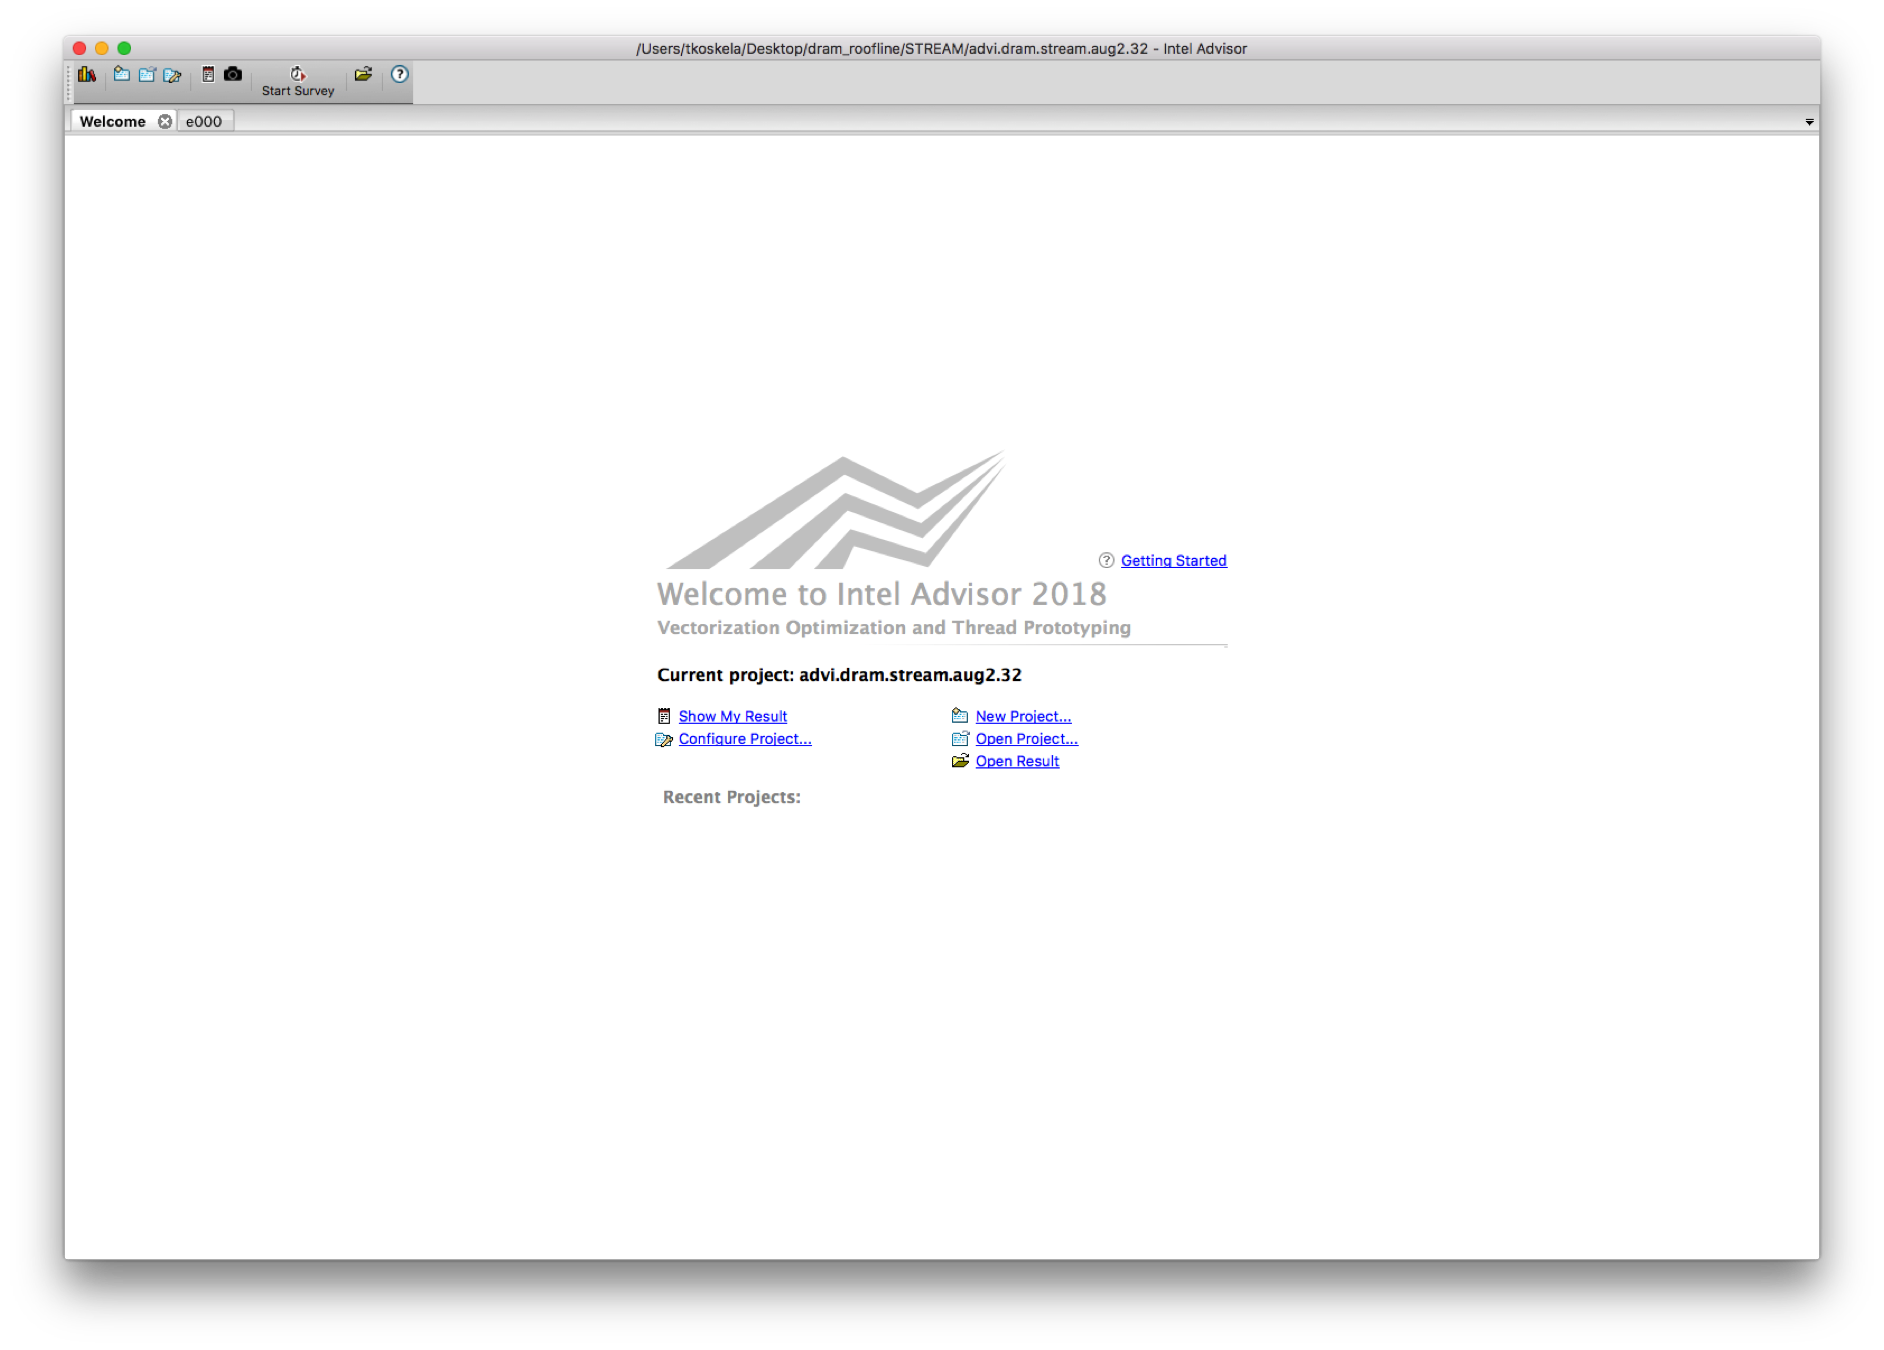 /Users/tkoskela/Desktop/dram_roofline/STREAM/advi.dram.stream.aug2.32 - Intel Advisor
Start Survey
Welcome e000
Getting Started
Welcome to Intel Advisor 2018
Vectorization Optimization and Thread Prototyping
Current project: advi.dram.stream.aug2.32
Show My Result New Project...
Configure Project... Open Project...
Open Result
Recent Projects: